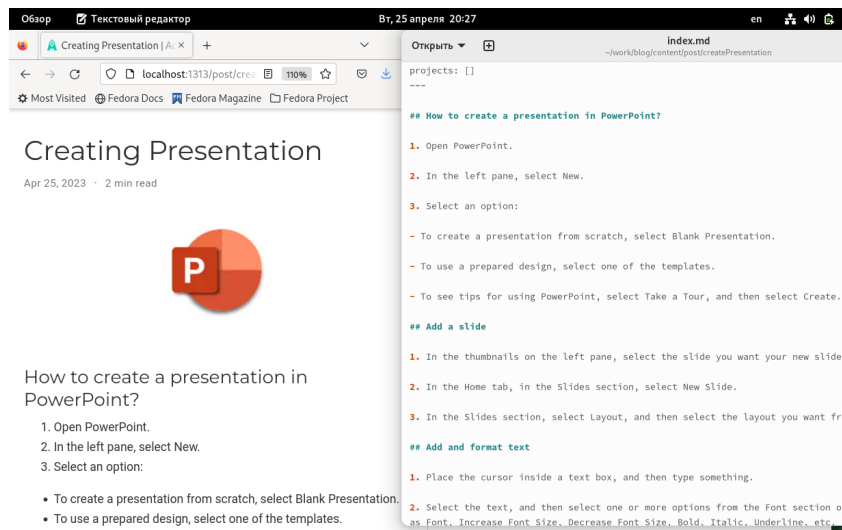 Обзор Текстовый редактор Вт, 25 апреля 20:27 en
Creating Presentation | Ac × +
localhost:1313/post/crea 110%
Most Visited Fedora Docs Fedora Magazine Fedora Project
Creating Presentation
Apr 25, 2023 · 2 min read
P
How to create a presentation in
PowerPoint?
1. Open PowerPoint.
2. In the left pane, select New.
3. Select an option:
• To create a presentation from scratch, select Blank Presentation.
• To use a prepared design, select one of the templates.
Открыть index.md
~/work/blog/content/post/createPresentation
projects: []
---
## How to create a presentation in PowerPoint?
1. Open PowerPoint.
2. In the left pane, select New.
3. Select an option:
- To create a presentation from scratch, select Blank Presentation.
- To use a prepared design, select one of the templates.
- To see tips for using PowerPoint, select Take a Tour, and then select Create.
## Add a slide
1. In the thumbnails on the left pane, select the slide you want your new slide
2. In the Home tab, in the Slides section, select New Slide.
3. In the Slides section, select Layout, and then select the layout you want fr
## Add and format text
1. Place the cursor inside a text box, and then type something.
2. Select the text, and then select one or more options from the Font section o
as Font, Increase Font Size, Decrease Font Size, Bold, Italic, Underline, etc.